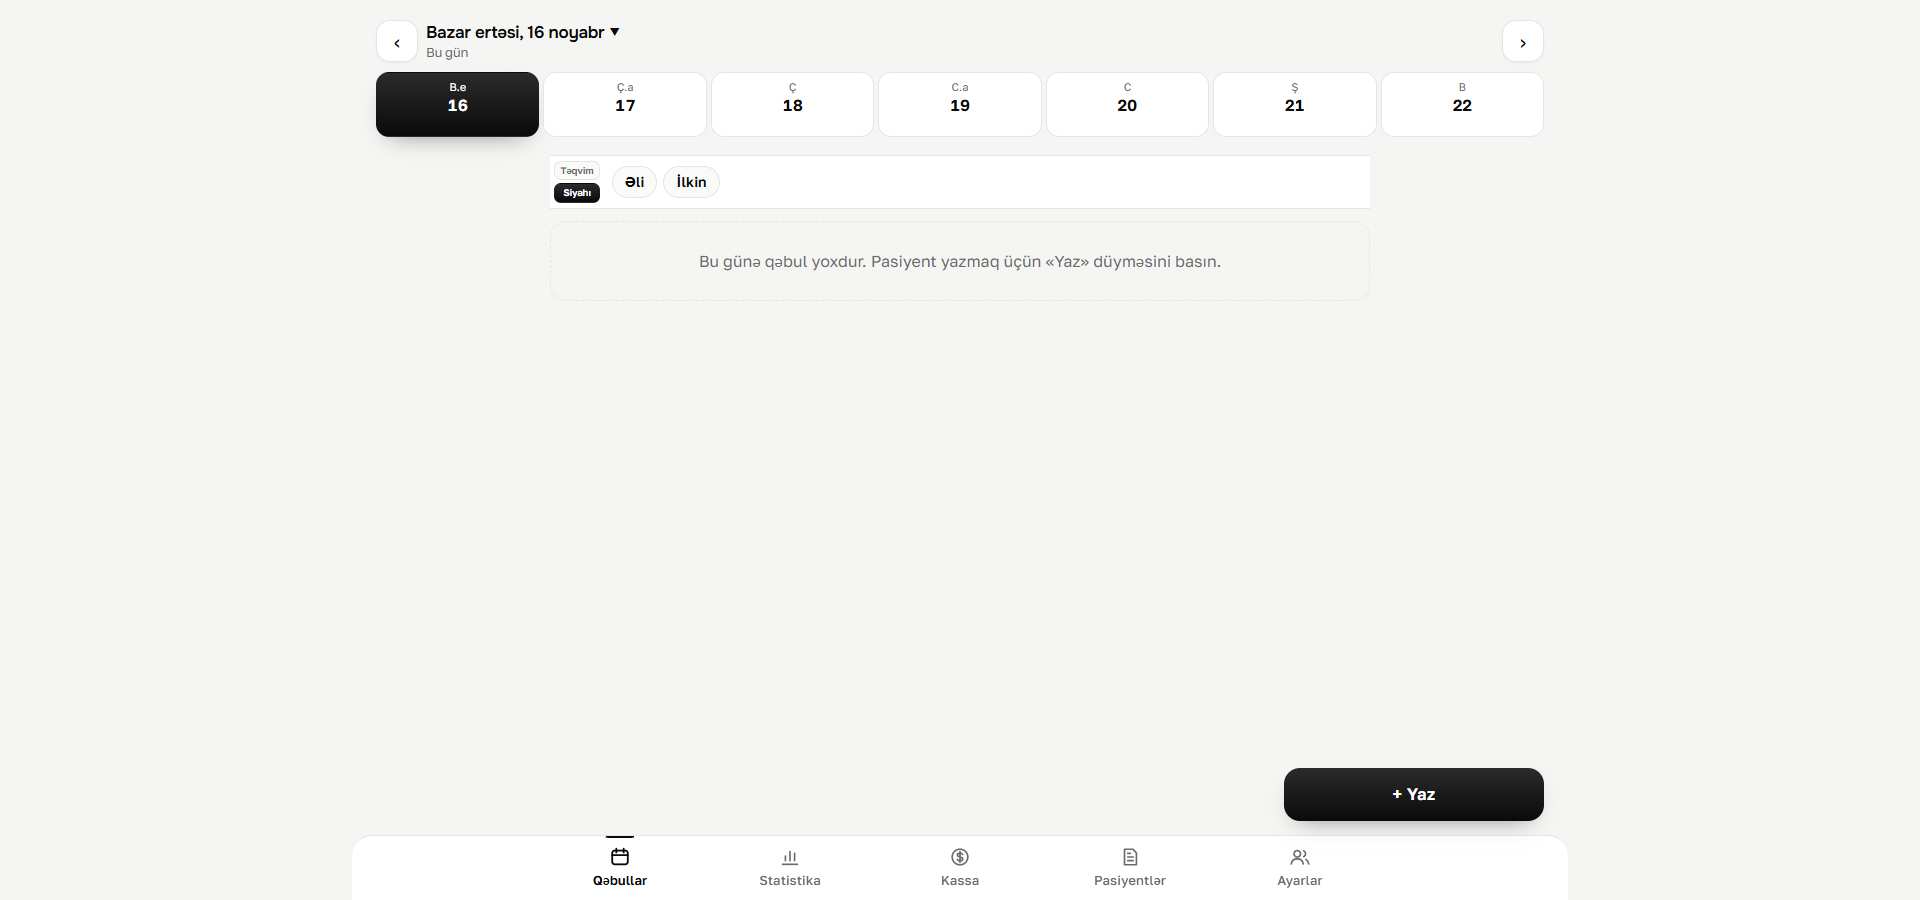 ‹
Bazar ertəsi, 16 noyabr ▼
Bu gün
›
B.e
16
Ç.a
17
Ç
18
C.a
19
C
20
Ş
21
B
22
Təqvim
Siyahı
Əli
İlkin
Bu günə qəbul yoxdur. Pasiyent yazmaq üçün «Yaz» düyməsini basın.
+ Yaz
Qəbullar
Statistika
Kassa
Pasiyentlər
Ayarlar